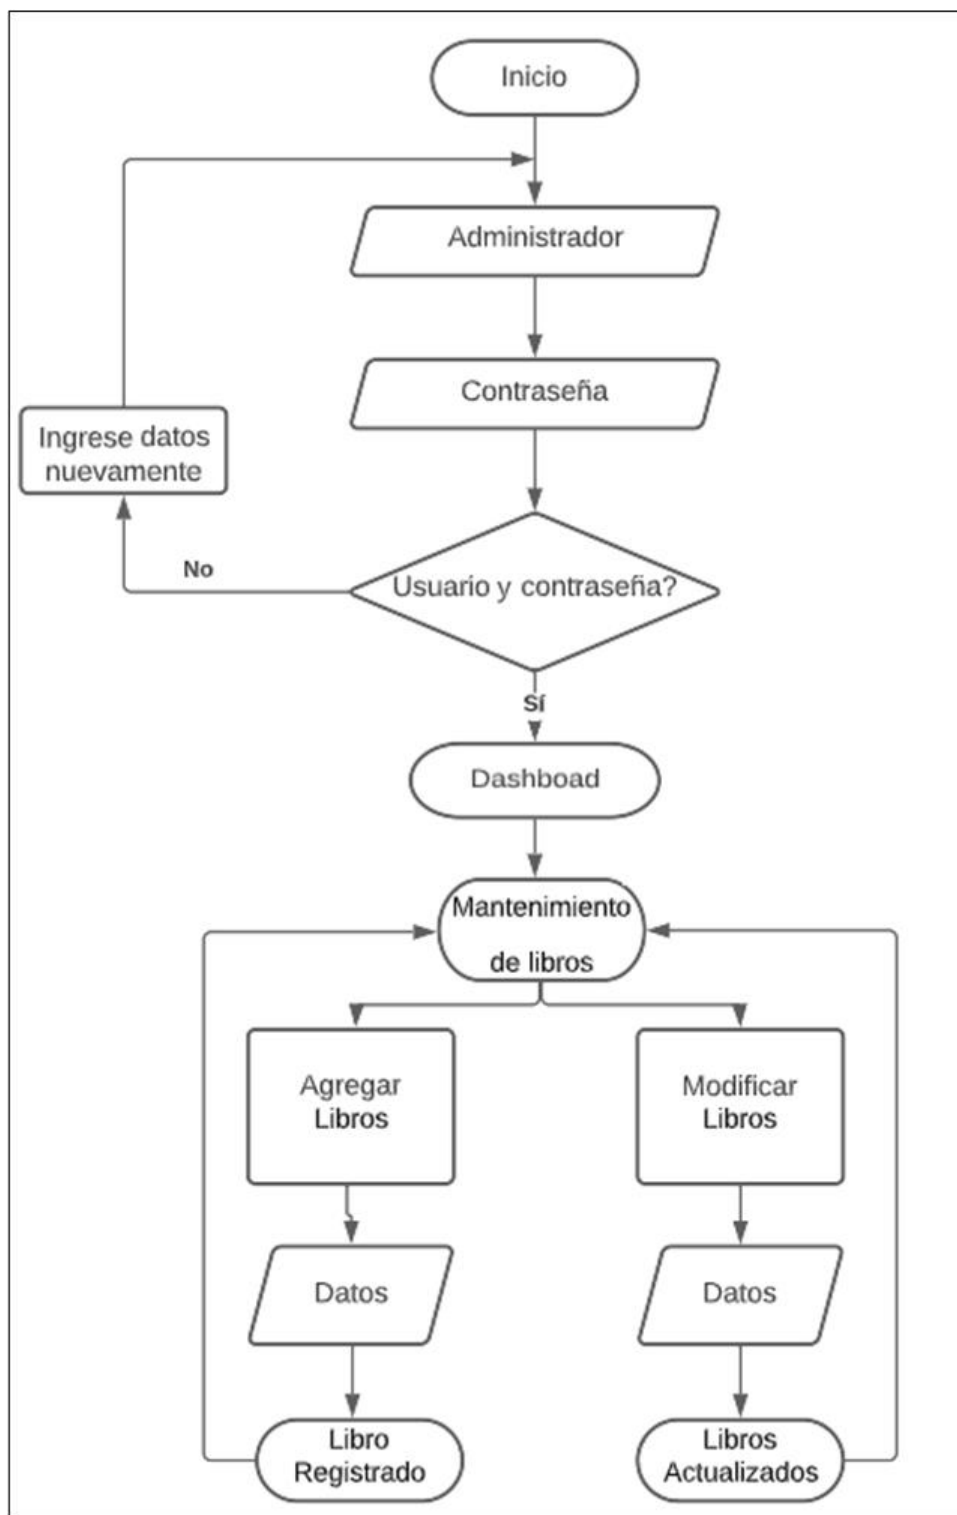 Inicio
Administrador
Contraseña
Ingrese datos
nuevamente
No
Usuario y contraseña?
Sí
Dashboad
Mantenimiento
de libros
Agregar
Libros
Modificar
Libros
Datos
Datos
Libro
Registrado
Libros
Actualizados